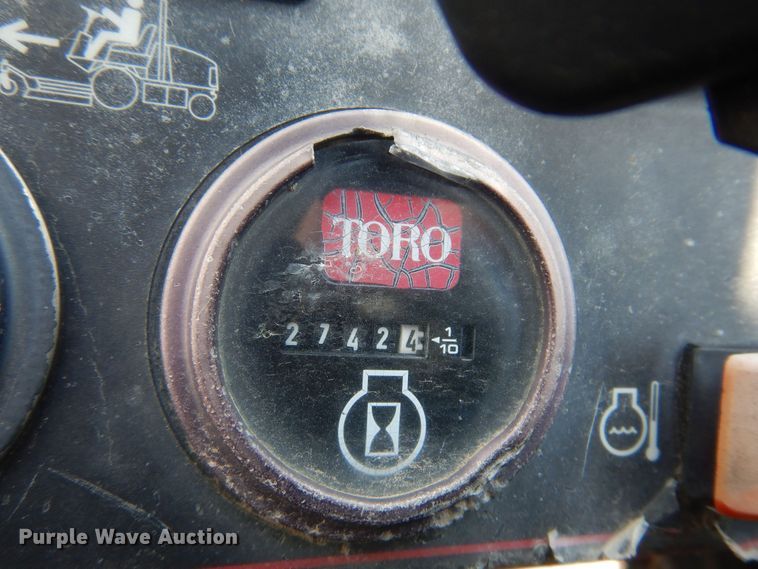 TORO
27424 1/10
Purple Wave Auction